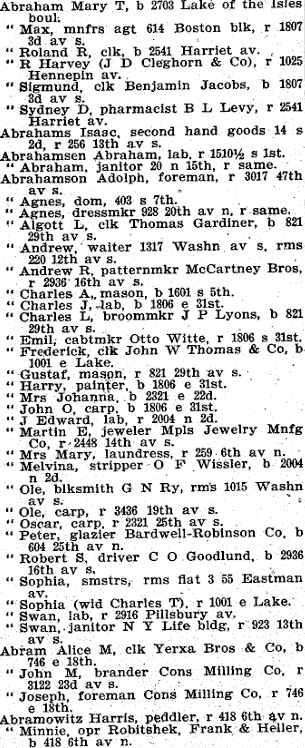 Abraham Mary T, b 2703 Lake of the Isles
boul.
" Max, mnfrs agt 614 Boston blk, r 1807
3d av s.
" Roland R, clk, b 2541 Harriet av.
" R Harvey (J D Cleghorn & Co), r 1025
Hennepin av.
" Sigmund, clk Benjamin Jacobs, b 1807
3d av s.
" Sydney D, pharmacist B L Levy, r 2541
Harriet av.
Abrahams Isaac, second hand goods 14 s
2d, r 256 13th av s.
Abrahamsen Abraham, lab, r 1510½ s 1st.
" Abraham, janitor 20 n 15th, r same.
Abrahamson Adolph, foreman, r 3017 47th
av s.
" Agnes, dom, 403 s 7th.
" Agnes, dressmkr 928 20th av n, r same.
" Algott L, clk Thomas Gardiner, b 821
29th av s.
" Andrew, waiter 1317 Washn av s, rms
220 12th av s.
" Andrew R, patternmkr McCartney Bros,
r 2936 16th av s.
" Charles A, mason, b 1601 s 5th.
" Charles J, lab, b 1806 e 31st.
" Charles L, broommkr J P Lyons, b 821
29th av s.
" Emil, cabtmkr Otto Witte, r 1806 s 31st.
" Frederick, clk John W Thomas & Co, b
1001 e Lake.
" Gustaf, mason, r 821 29th av s.
" Harry, painter, b 1806 e 31st.
" Mrs Johanna, b 2321 e 22d.
" John O, carp, b 1806 e 31st.
" J Edward, lab, r 2004 n 2d.
" Martin E, jeweler Mpls Jewelry Mnfg
Co, r 2448 14th av s.
" Mrs Mary, laundress, r 259 6th av n.
" Melvina, stripper O F Wissler, b 2004
n 2d.
" Ole, blksmith G N Ry, rms 1015 Washn
av s.
" Ole, carp, r 3436 19th av s.
" Oscar, carp, r 2321 25th av s.
" Peter, glazier Bardwell-Robinson Co, b
604 25th av n.
" Robert S, driver C O Goodlund, b 2936
16th av s.
" Sophia, smstrs, rms flat 3 55 Eastman
av.
" Sophia (wid Charles T), r 1001 e Lake.
" Swan, lab, r 2916 Pillsbury av.
" Swan, janitor N Y Life bldg, r 923 13th
av s.
Abram Alice M, clk Yerxa Bros & Co, b
746 e 18th.
" John M, brander Cons Milling Co, r
3122 23d av s.
" Joseph, foreman Cons Milling Co, r 746
e 18th.
Abramowitz Harris, peddler, r 418 6th av n.
" Minnie, opr Robitshek, Frank & Heller,
b 418 6th av n.